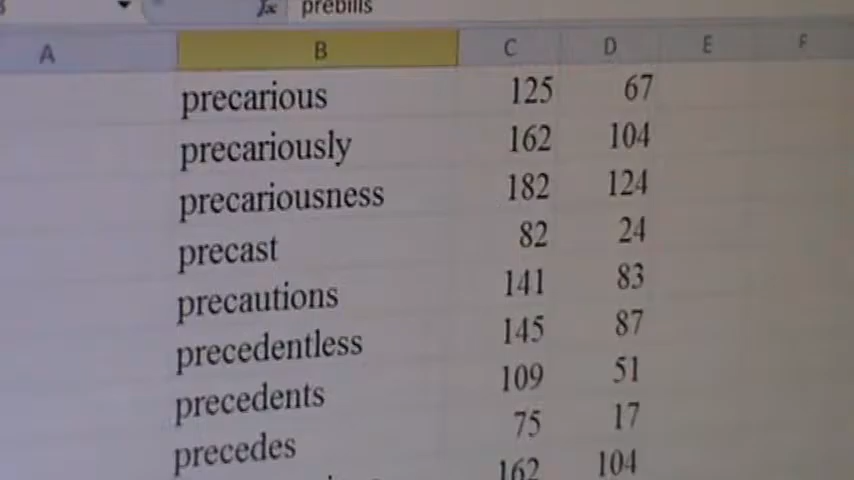 fx prebills
A B C D E F
precarious 125 67
precariously 162 104
precariousness 182 124
precast 82 24
precautions 141 83
precedentless 145 87
precedents 109 51
precedes 75 17
162 104